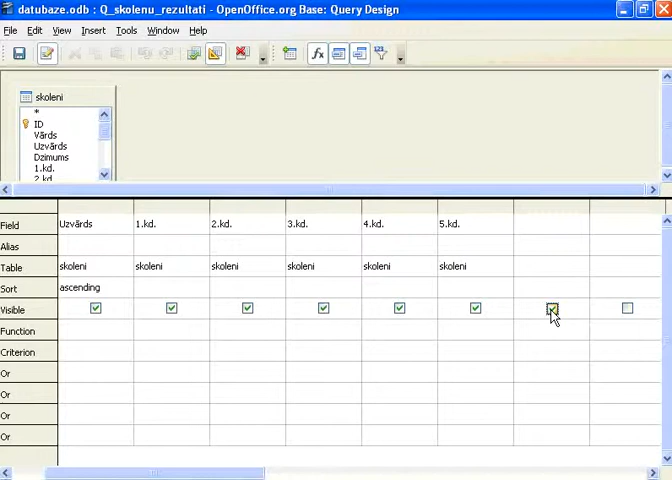 datubaze.odb : Q_skolenu_rezultati - OpenOffice.org Base: Query Design
File Edit View Insert Tools Window Help
skoleni
*
ID
Vārds
Uzvārds
Dzimums
1.kd.
2.kd.
Field Uzvārds 1.kd. 2.kd. 3.kd. 4.kd. 5.kd.
Alias
Table skoleni skoleni skoleni skoleni skoleni skoleni
Sort ascending
Visible
Function
Criterion
Or
Or
Or
Or